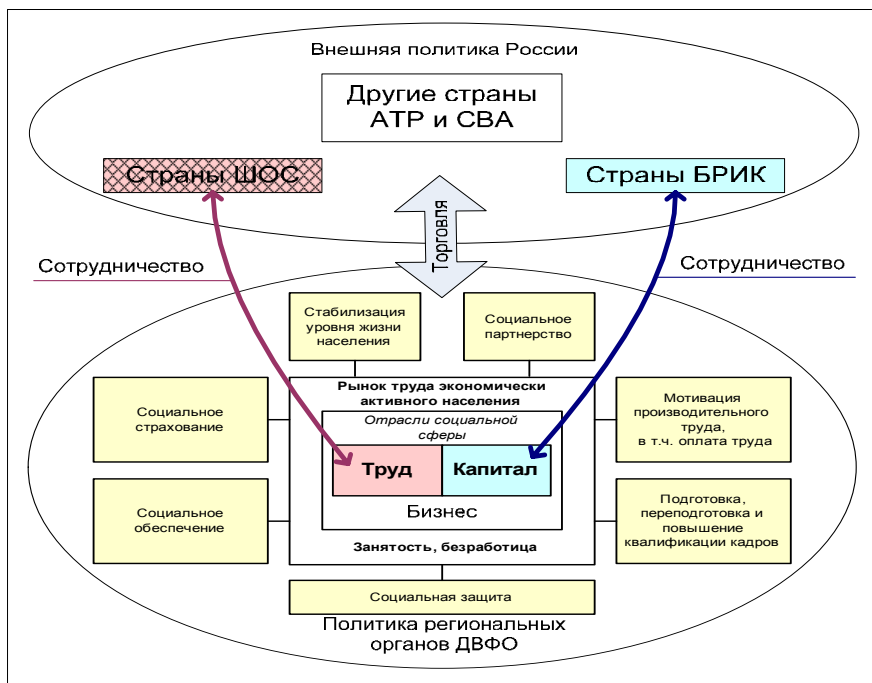 Внешняя политика России
Другие страны
АТР и СВА
Страны ШОС
Страны БРИК
Торговля
Сотрудничество
Сотрудничество
Стабилизация
уровня жизни
населения
Социальное
партнерство
Рынок труда экономически
активного населения
Социальное
страхование
Мотивация
производительного
труда,
в т.ч. оплата труда
Отрасли социальной
сферы
Труд
Капитал
Бизнес
Социальное
обеспечение
Подготовка,
переподготовка и
повышение
квалификации кадров
Занятость, безработица
Социальная защита
Политика региональных
органов ДВФО